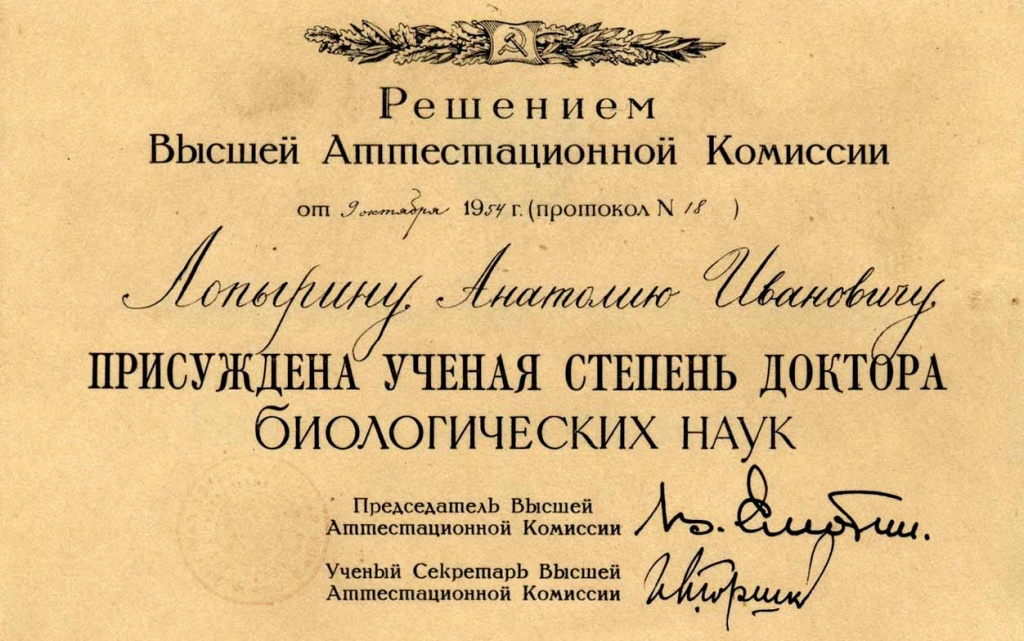 Решением
Высшей Аттестационной Комиссии
от 9 октября 1954 г. (протокол N 18 )
Лопырину Анатолию Ивановичу
ПРИСУЖДЕНА УЧЕНАЯ СТЕПЕНЬ ДОКТОРА
БИОЛОГИЧЕСКИХ НАУК
Председатель Высшей
Аттестационной Комиссии
Ученый Секретарь Высшей
Аттестационной Комиссии